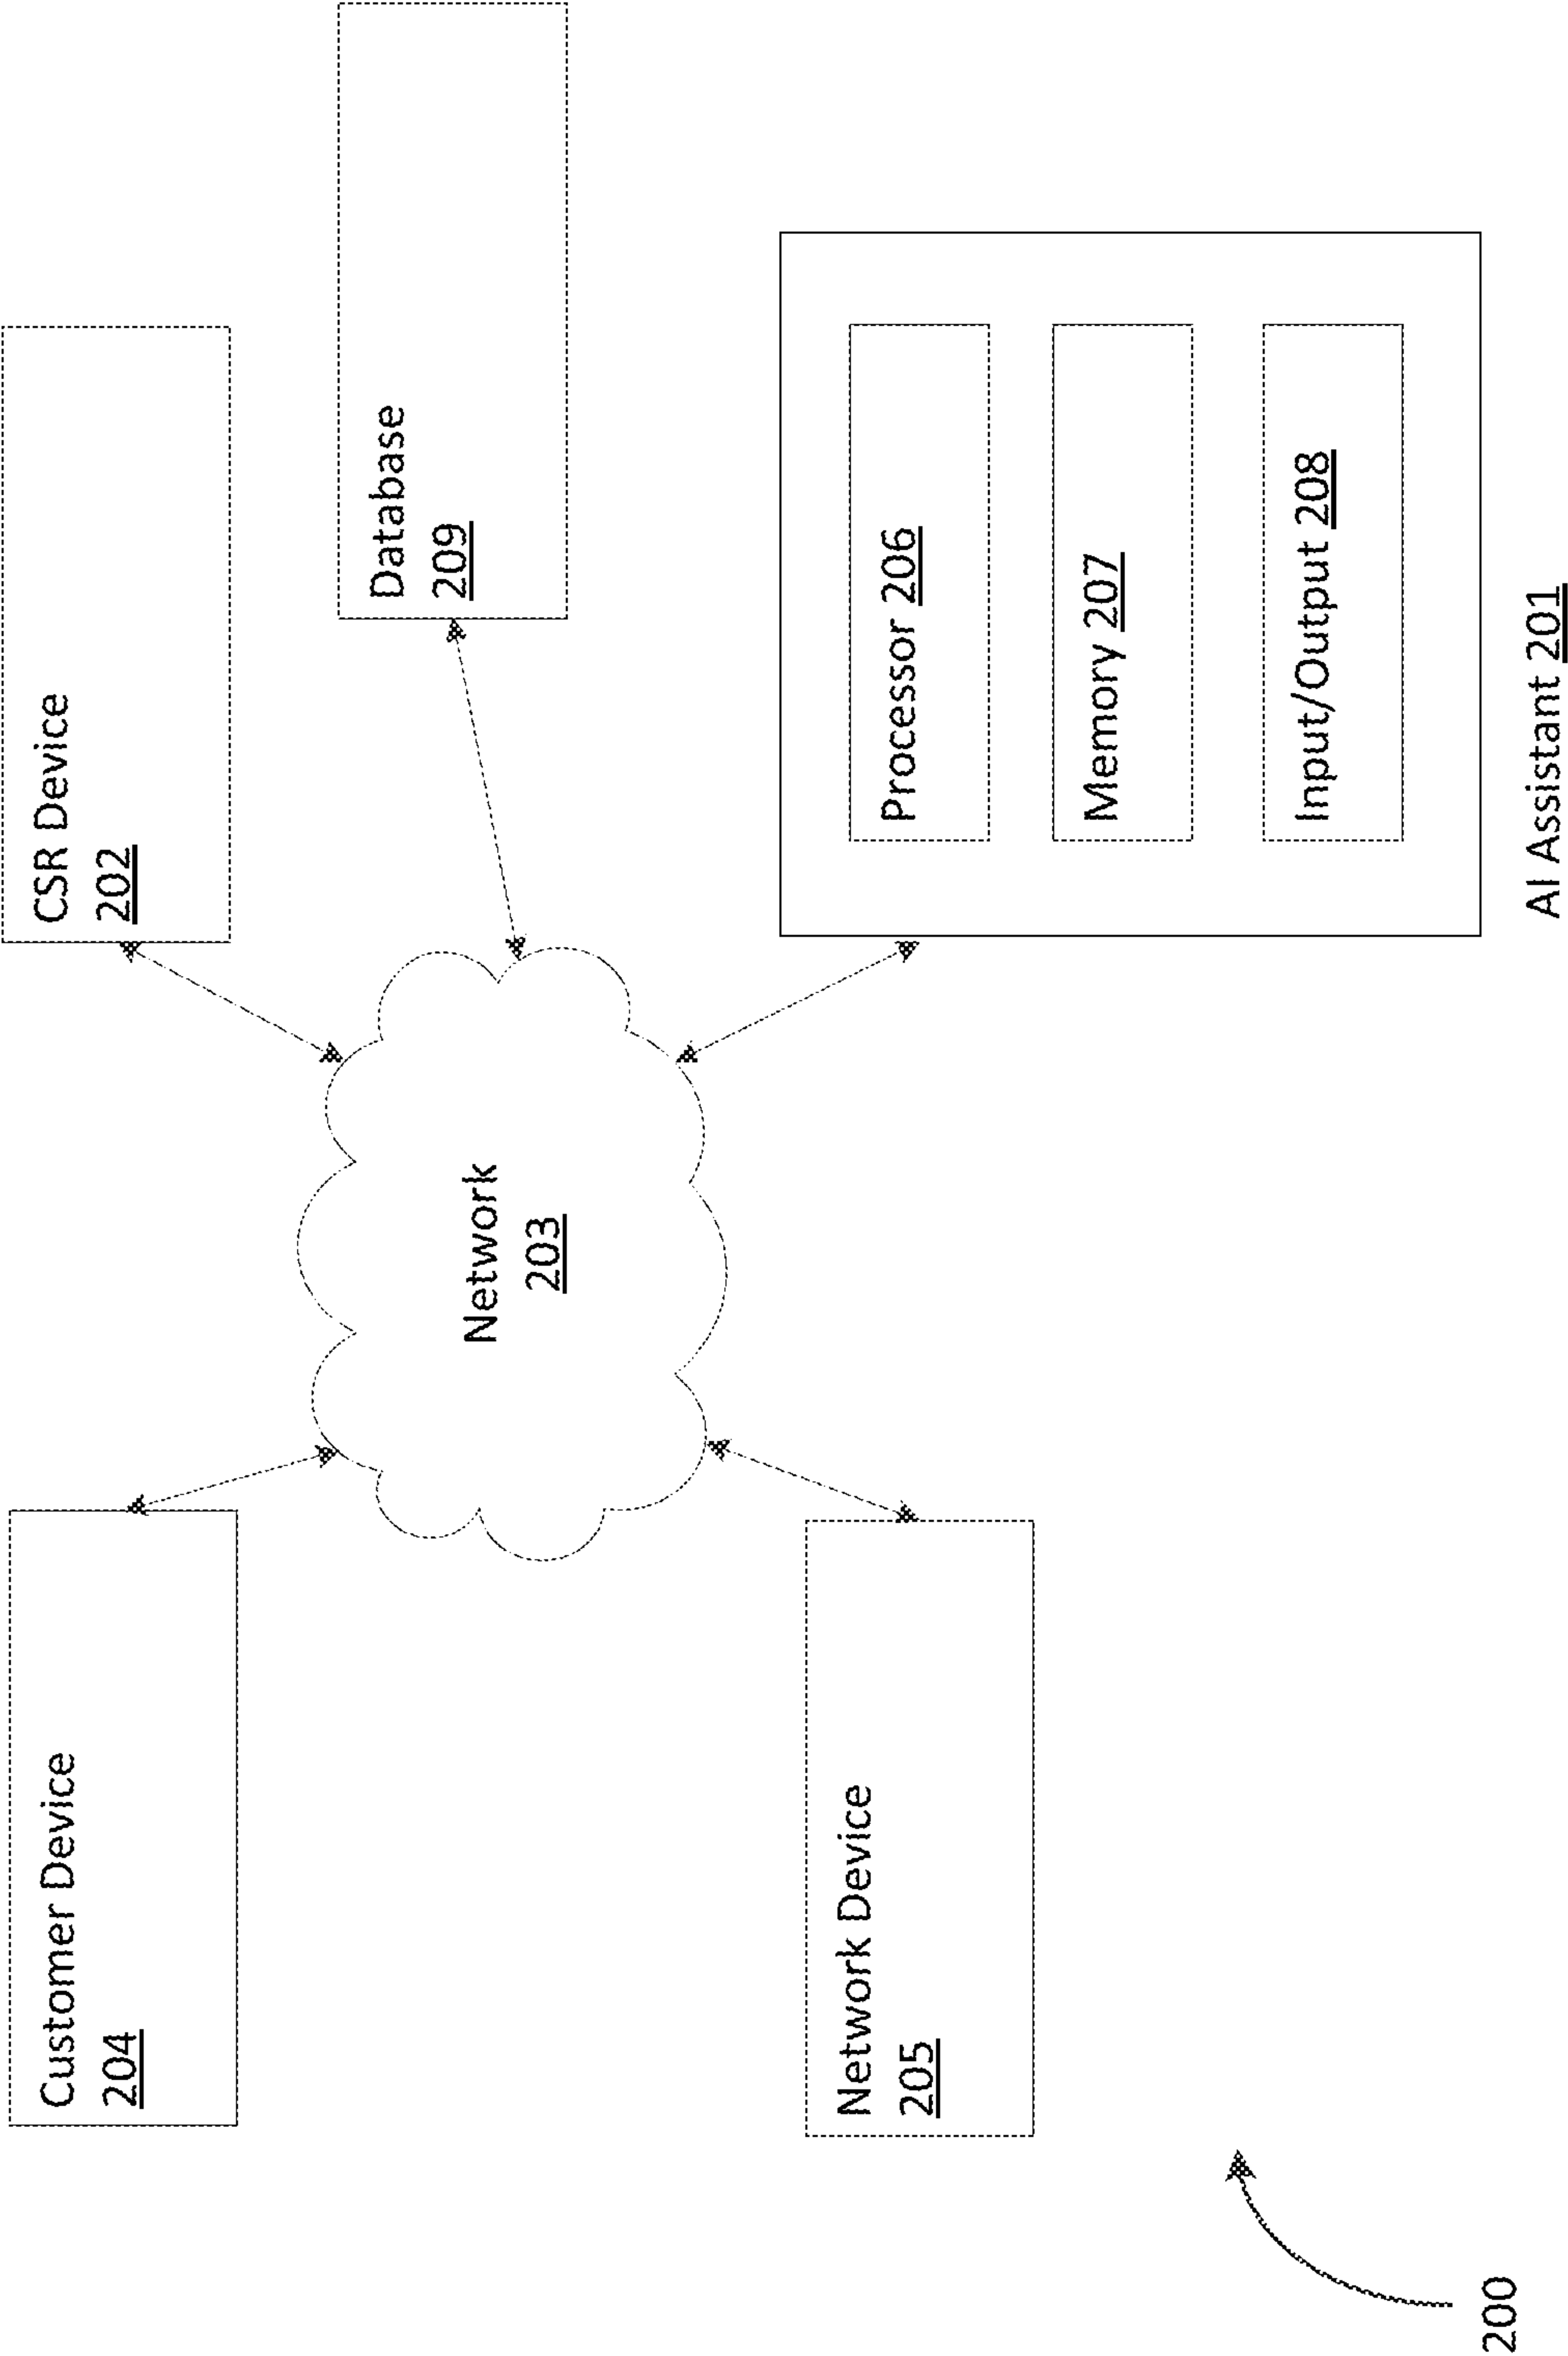 Customer Device
204
CSR Device
202
Database
209
Network
203
Network Device
205
Processor 206
Memory 207
Input/Output 208
AI Assistant 201
200